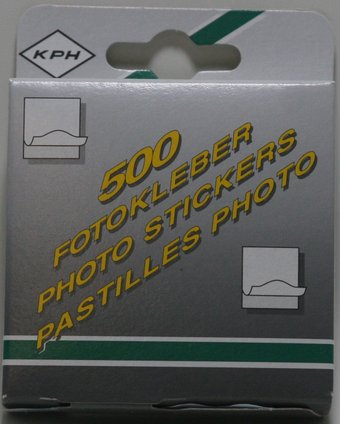 KPH
500
FOTOKLEBER
PHOTO STICKERS
PASTILLES PHOTO